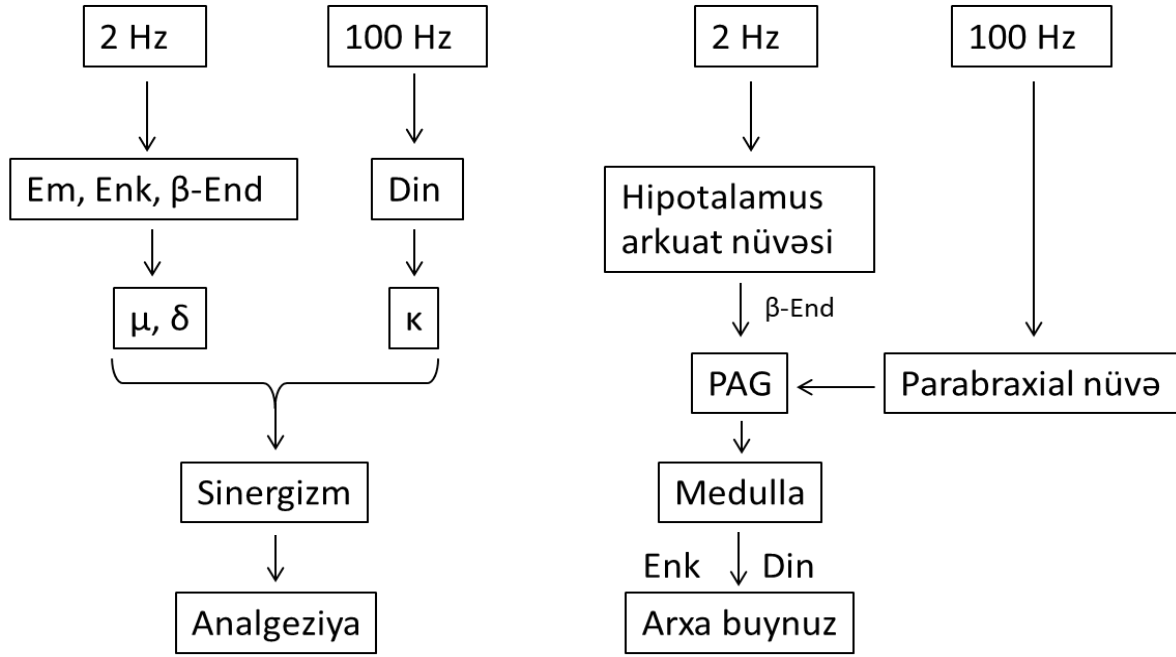 2 Hz
100 Hz
Em, Enk, β-End
Din
μ, δ
κ
Sinergizm
Analgeziya
2 Hz
100 Hz
Hipotalamus
arkuat nüvəsi
β-End
PAG
Parabraxial nüvə
Medulla
Enk
Din
Arxa buynuz